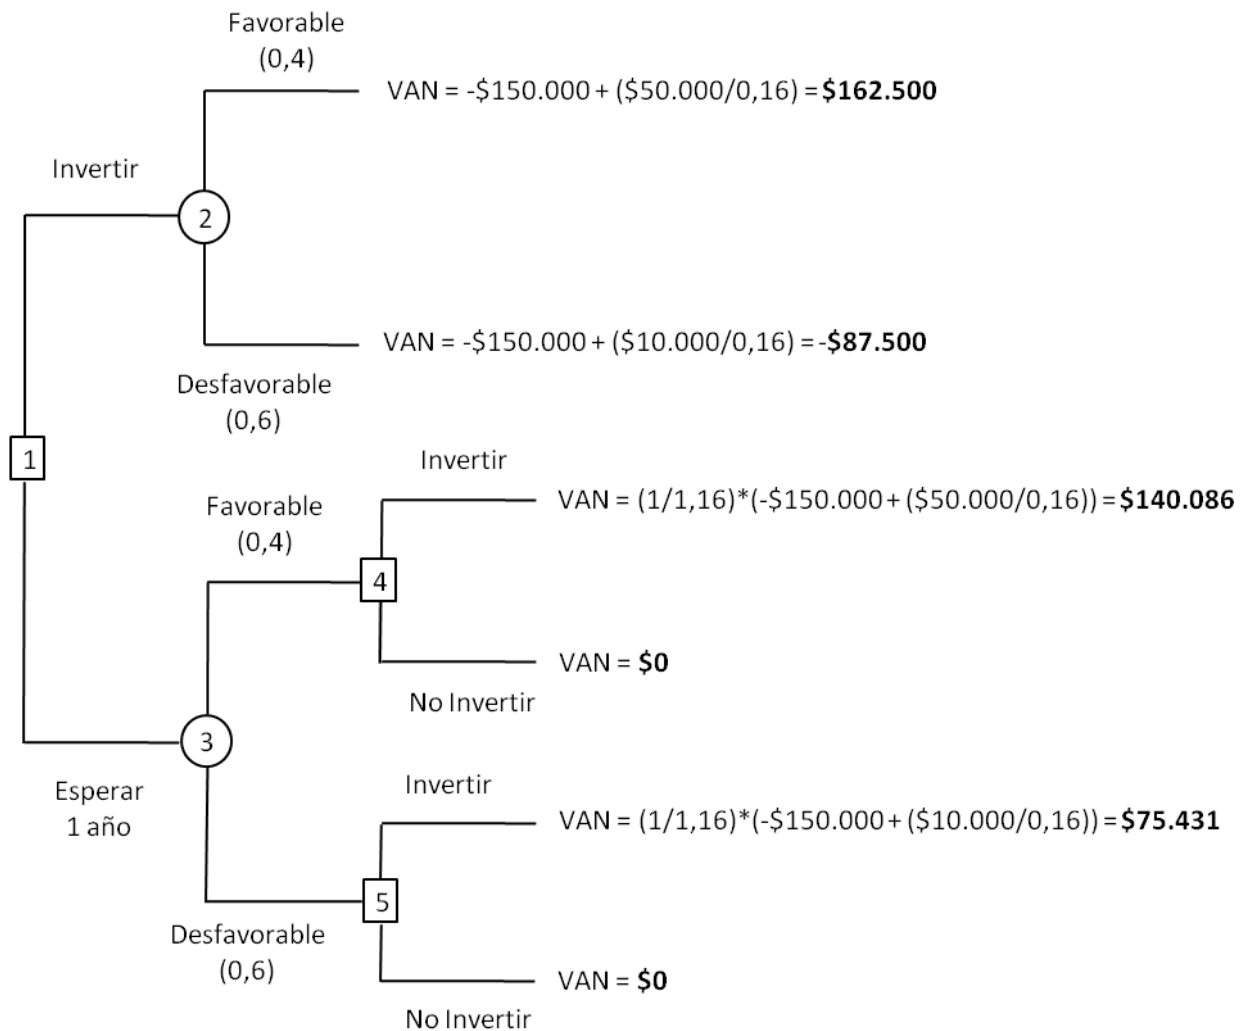 Favorable
(0,4)
VAN = -$150.000 + ($50.000/0,16) = $162.500
Invertir
2
VAN = -$150.000 + ($10.000/0,16) = -$87.500
Desfavorable
(0,6)
1
Invertir
VAN = (1/1,16)*(-$150.000 + ($50.000/0,16)) = $140.086
Favorable
(0,4)
4
VAN = $0
No Invertir
3
Esperar
1 año
Invertir
VAN = (1/1,16)*(-$150.000 + ($10.000/0,16)) = $75.431
5
Desfavorable
(0,6)
VAN = $0
No Invertir